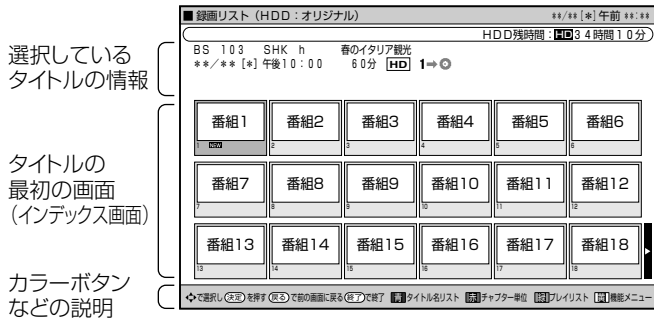 ■録画リスト（HDD：オリジナル） **/**[*]午前**:**
HDD残時間：HD34時間10分
選択している
タイトルの情報
BS 103 SHK h 春のイタリア観光
**/**[*]午後10：00 60分 HD 1➡◎
番組1 番組2 番組3 番組4 番組5 番組6
1 NEW 2 3 4 5 6
タイトルの
最初の画面
（インデックス画面）
番組7 番組8 番組9 番組10 番組11 番組12
7 8 9 10 11 12
番組13 番組14 番組15 番組16 番組17 番組18
13 14 15 16 17 18
カラーボタン
などの説明
で選択し 決定 を押す 戻る で前の画面に戻る 終了 で終了 青 タイトル名リスト 赤 チャプター単位 緑 プレイリスト 黄 機能メニュー